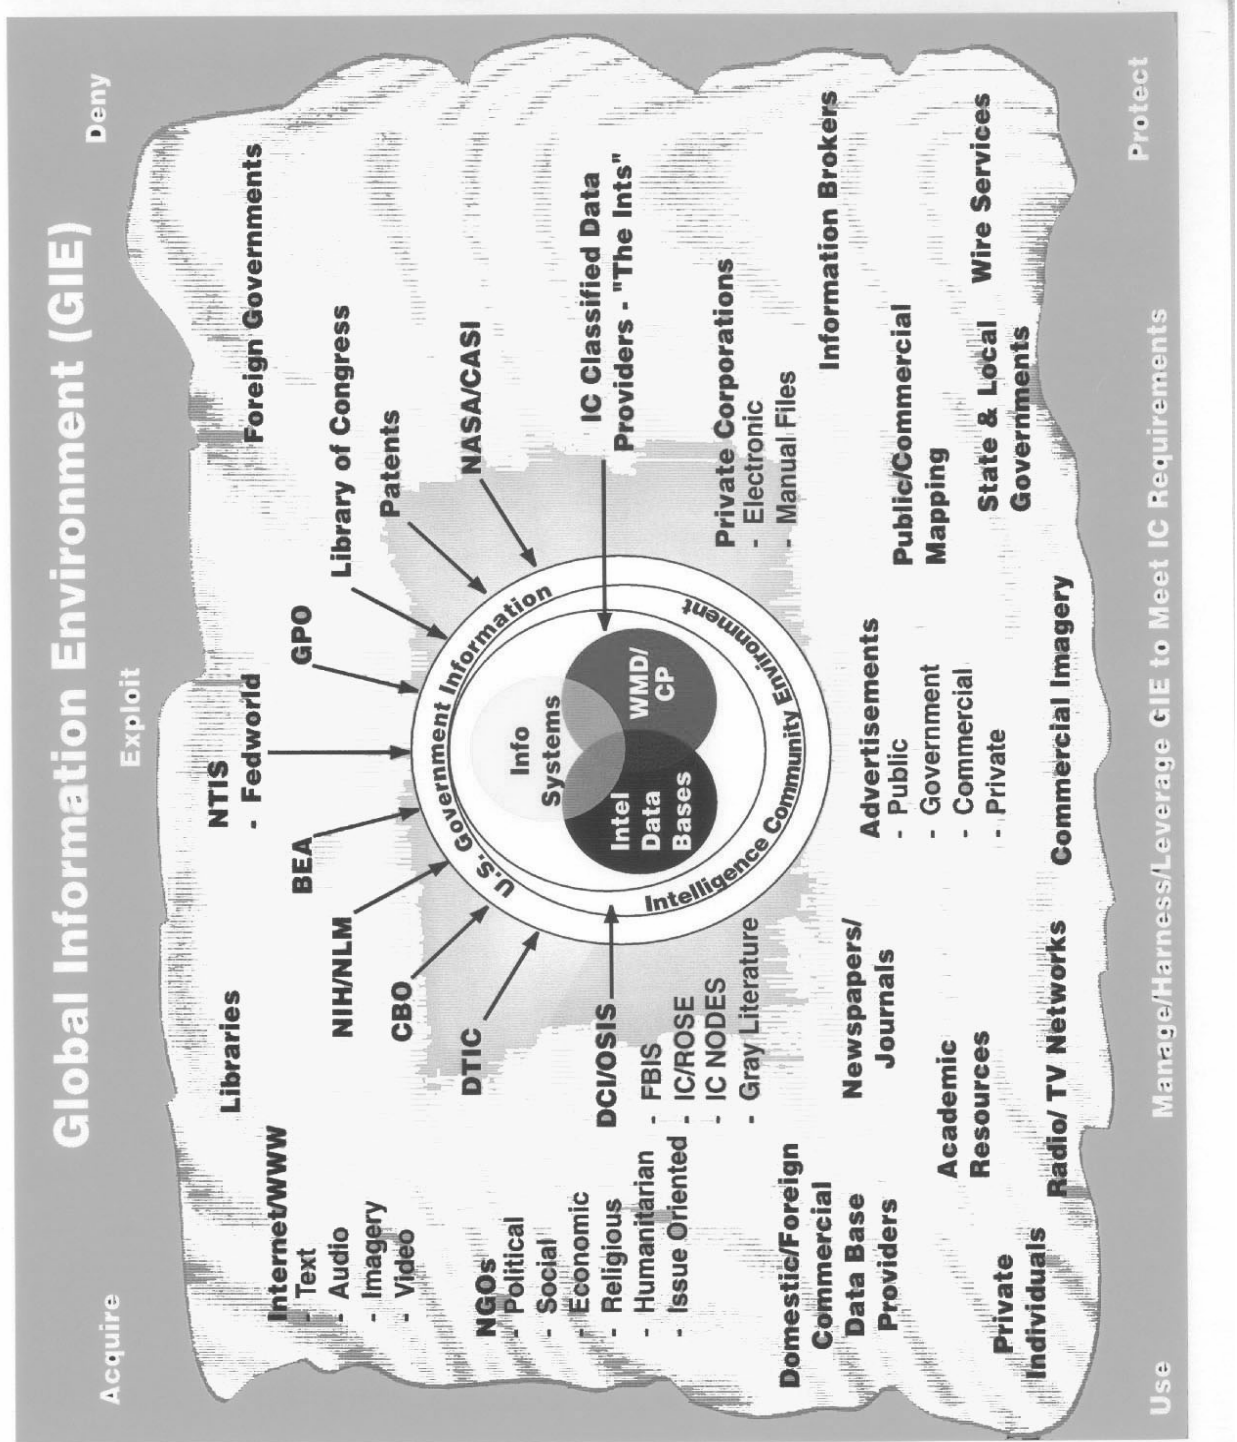 Global Information Environment (GIE)
Acquire
Exploit
Deny
Internet/WWW
- Text
- Audio
- Imagery
- Video
Libraries
NTIS
- Fedworld
Foreign Governments
BEA
GPO
Library of Congress
NIH/NLM
Patents
CBO
NASA/CASI
DTIC
NGOs
- Political
- Social
- Economic
- Religious
- Humanitarian
- Issue Oriented
DCI/OSIS
- FBIS
- IC/ROSE
- IC NODES
- Gray Literature
U.S. Government Information
Intelligence Community Environment
Info
Systems
Intel
Data
Bases
WMD/
CP
IC Classified Data
Providers - "The Ints"
Private Corporations
- Electronic
- Manual Files
Domestic/Foreign
Commercial
Data Base
Providers
Newspapers/
Journals
Advertisements
- Public
- Government
- Commercial
- Private
Information Brokers
Public/Commercial
Mapping
Academic
Resources
State & Local
Governments
Wire Services
Private
Individuals
Radio/ TV Networks
Commercial Imagery
Use
Manage/Harness/Leverage GIE to Meet IC Requirements
Protect